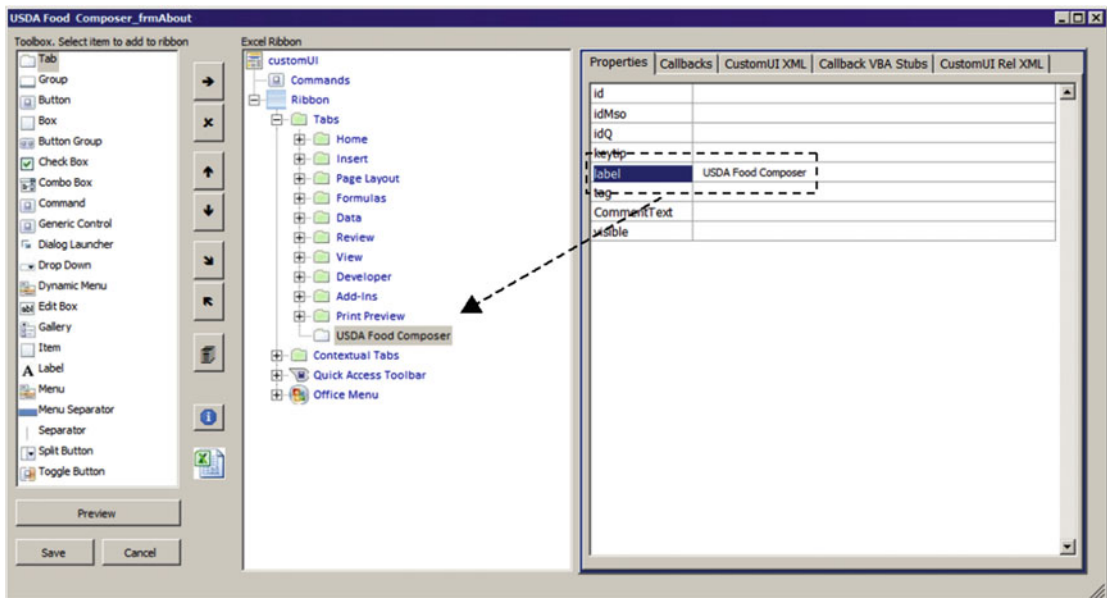 USDA Food Composer_frmAbout
Toolbox. Select item to add to ribbon
Tab
Group
Button
Box
Button Group
Check Box
Combo Box
Command
Generic Control
Dialog Launcher
Drop Down
Dynamic Menu
Edit Box
Gallery
Item
Label
Menu
Menu Separator
Separator
Split Button
Toggle Button
Preview
Save Cancel
Excel Ribbon
customUI
Commands
Ribbon
Tabs
Home
Insert
Page Layout
Formulas
Data
Review
View
Developer
Add-Ins
Print Preview
USDA Food Composer
Contextual Tabs
Quick Access Toolbar
Office Menu
Properties Callbacks CustomUI XML Callback VBA Stubs CustomUI Rel XML
id
idMso
idQ
keytip
label USDA Food Composer
tag
CommentText
visible